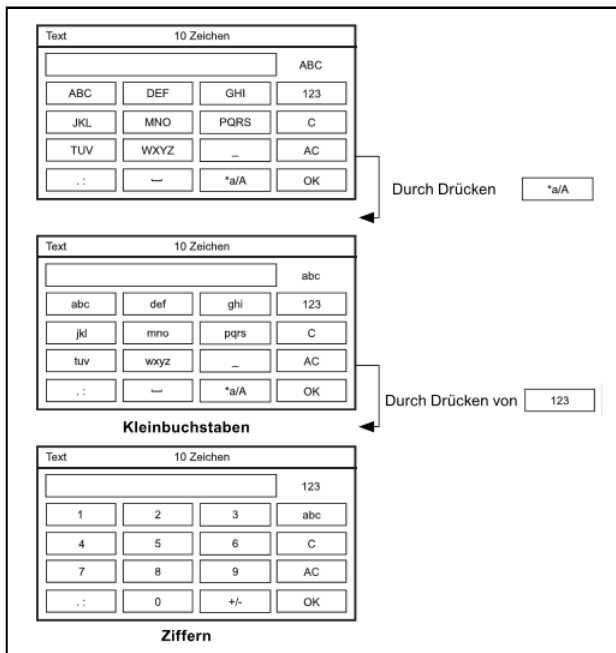 Text 10 Zeichen
ABC
ABC DEF GHI 123
JKL MNO PQRS C
TUV WXYZ _ AC
. : ⎵ *a/A OK
Durch Drücken *a/A
Text 10 Zeichen
abc
abc def ghi 123
jkl mno pqrs C
tuv wxyz _ AC
. : ⎵ *a/A OK
Durch Drücken von 123
Kleinbuchstaben
Text 10 Zeichen
123
1 2 3 abc
4 5 6 C
7 8 9 AC
. : 0 +/- OK
Ziffern